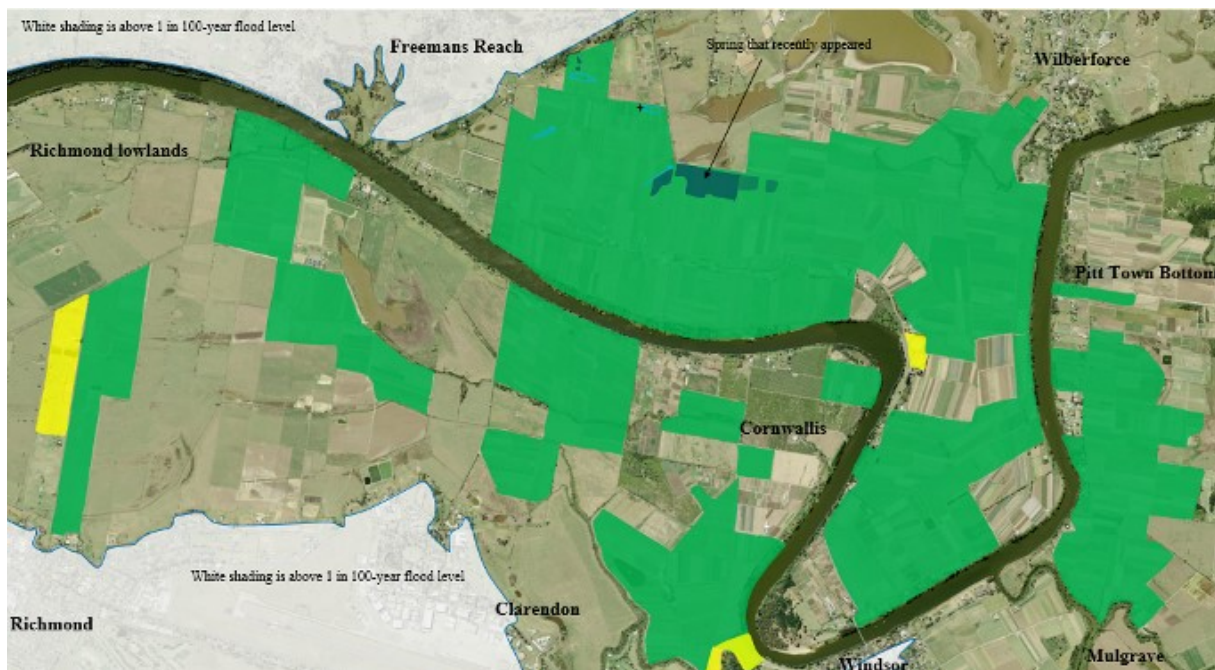 White shading is above 1 in 100-year flood level
Freemans Reach
Spring that recently appeared
Wilberforce
Richmond lowlands
Pitt Town Bottom
Cornwallis
White shading is above 1 in 100-year flood level
Clarendon
Richmond
Windsor
Mulgrave